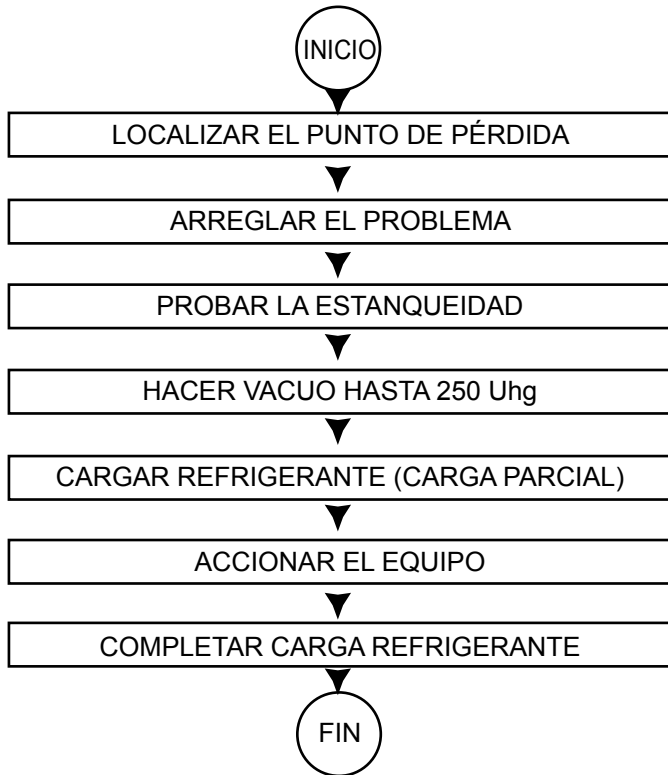 INICIO
LOCALIZAR EL PUNTO DE PÉRDIDA
ARREGLAR EL PROBLEMA
PROBAR LA ESTANQUEIDAD
HACER VACUO HASTA 250 Uhg
CARGAR REFRIGERANTE (CARGA PARCIAL)
ACCIONAR EL EQUIPO
COMPLETAR CARGA REFRIGERANTE
FIN